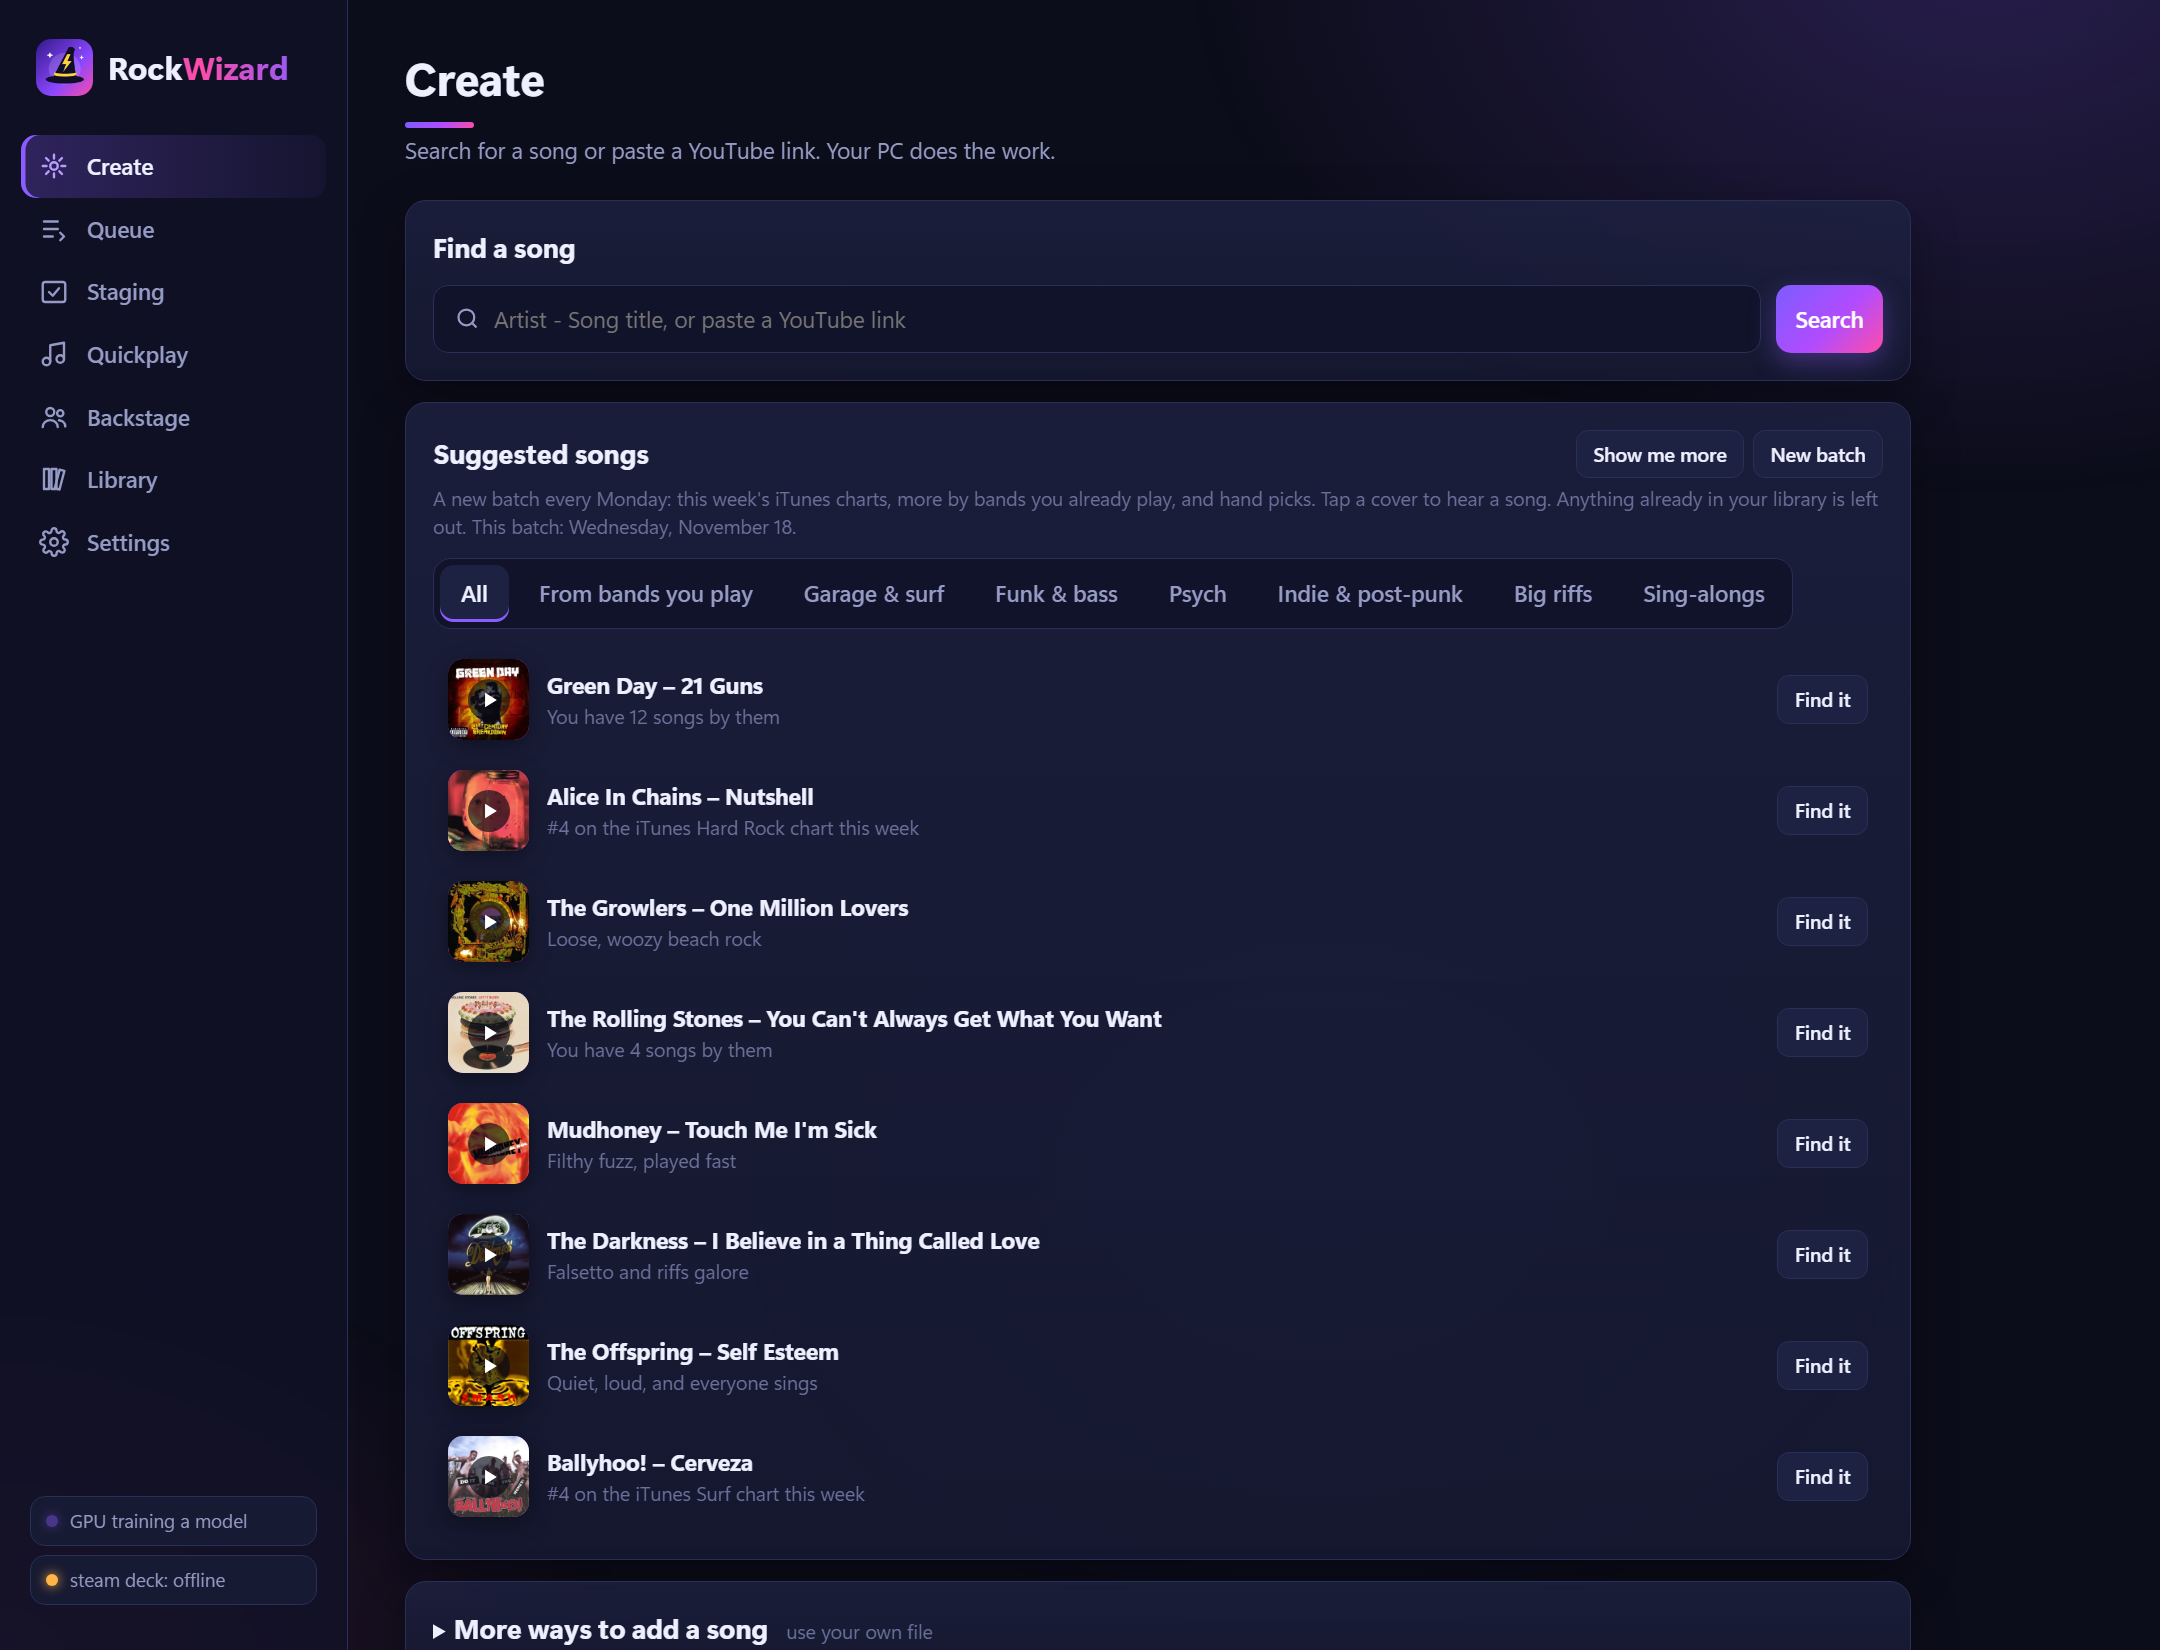 RockWizard
Create
Queue
Staging
Quickplay
Backstage
Library
Settings
GPU training a model
steam deck: offline
Create
Search for a song or paste a YouTube link. Your PC does the work.
Find a song
Artist - Song title, or paste a YouTube link
Search
Suggested songs
Show me more
New batch
A new batch every Monday: this week's iTunes charts, more by bands you already play, and hand picks. Tap a cover to hear a song. Anything already in your library is left
out. This batch: Wednesday, November 18.
All
From bands you play
Garage & surf
Funk & bass
Psych
Indie & post-punk
Big riffs
Sing-alongs
GREEN DAY
Green Day – 21 Guns
You have 12 songs by them
Find it
Alice In Chains – Nutshell
#4 on the iTunes Hard Rock chart this week
Find it
The Growlers – One Million Lovers
Loose, woozy beach rock
Find it
The Rolling Stones – You Can't Always Get What You Want
You have 4 songs by them
Find it
Mudhoney – Touch Me I'm Sick
Filthy fuzz, played fast
Find it
The Darkness – I Believe in a Thing Called Love
Falsetto and riffs galore
Find it
OFFSPRING
The Offspring – Self Esteem
Quiet, loud, and everyone sings
Find it
BALLYHOO!
Ballyhoo! – Cerveza
#4 on the iTunes Surf chart this week
Find it
More ways to add a song
use your own file